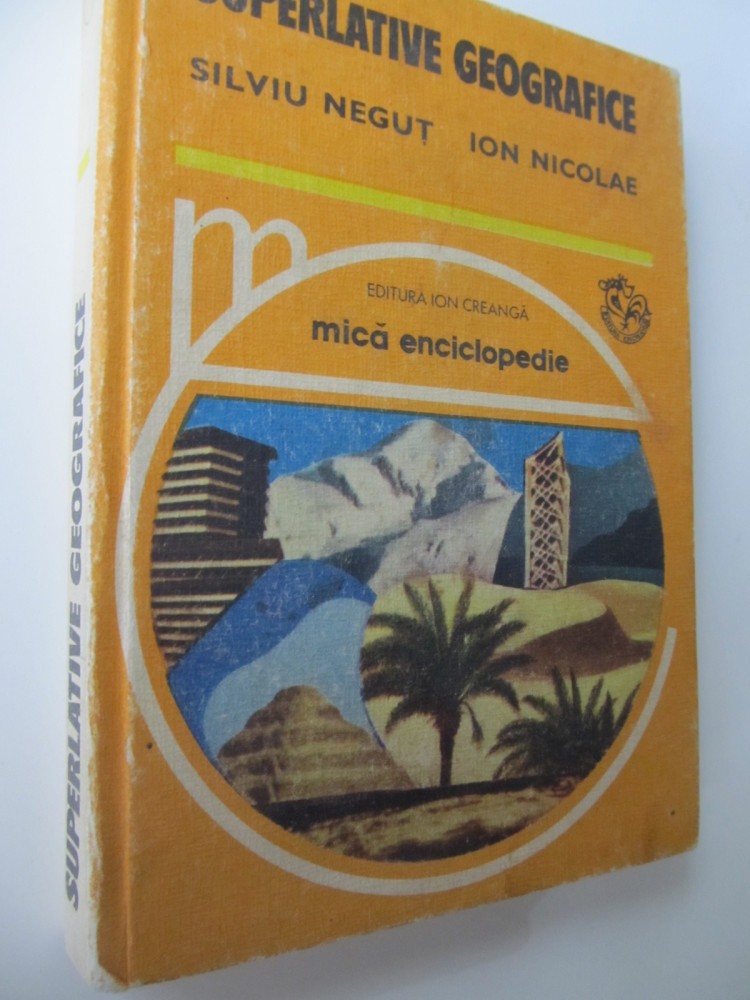 SUPERLATIVE GEOGRAFICE
SILVIU NEGUȚ ION NICOLAE
EDITURA ION CREANGĂ
mică enciclopedie
SUPERLATIVE GEOGRAFICE